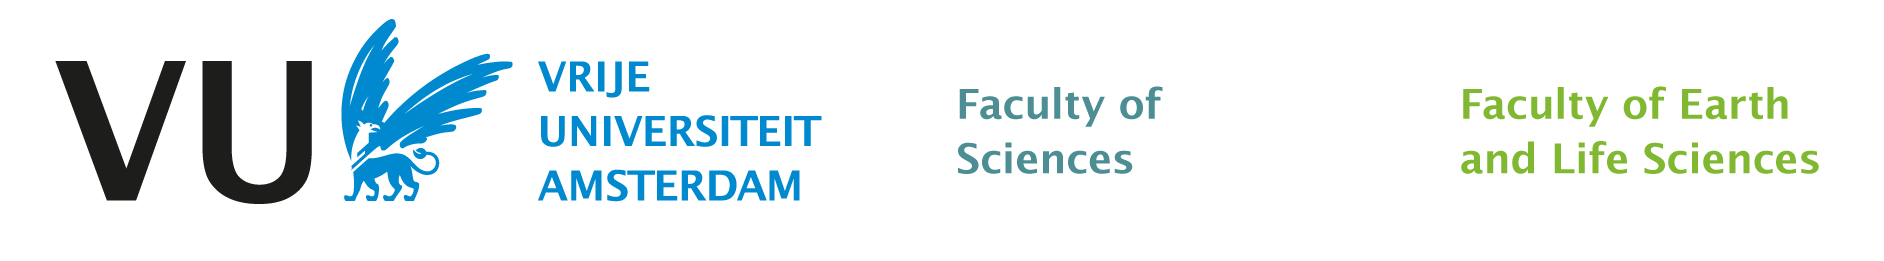 VU
VRIJE
UNIVERSITEIT
AMSTERDAM
Faculty of
Sciences
Faculty of Earth
and Life Sciences